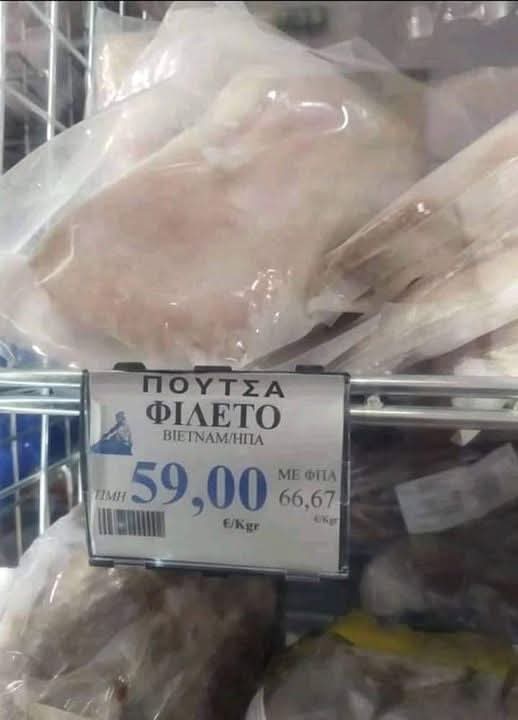 ΠΟΥΤΣΑ
ΦΙΛΕΤΟ
ΒΙΕΤΝΑΜ/ΗΠΑ
ΤΙΜΗ 59,00 €/Kgr
ΜΕ ΦΠΑ
66,67
€/Kgr